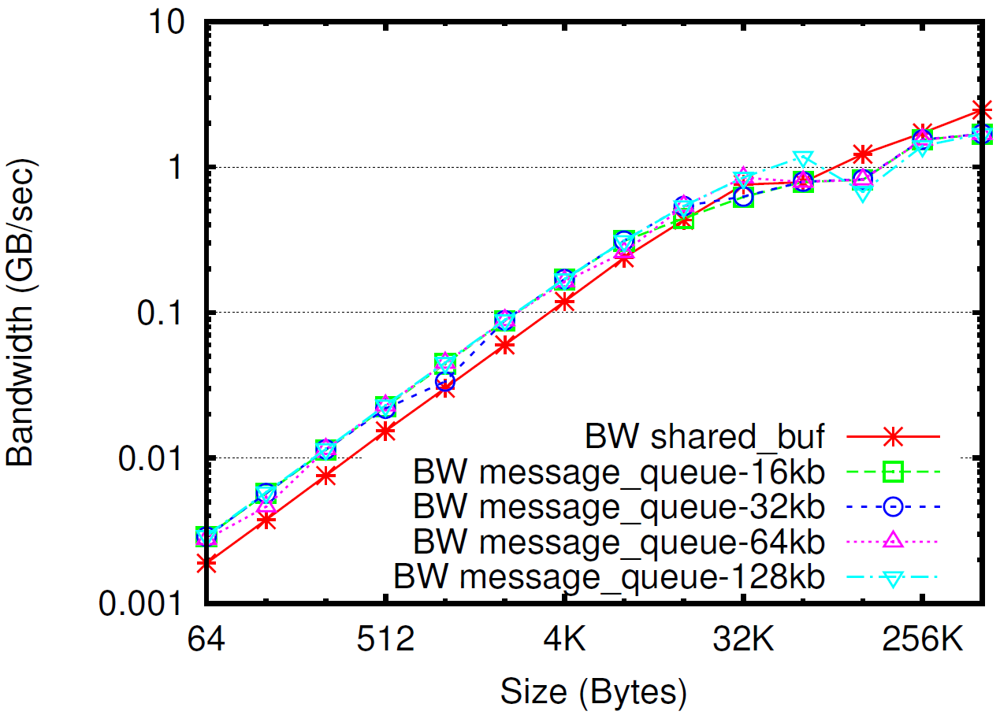 10
1
0.1
0.01
0.001
Bandwidth (GB/sec)
BW shared_buf
BW message_queue-16kb
BW message_queue-32kb
BW message_queue-64kb
BW message_queue-128kb
64 512 4K 32K 256K
Size (Bytes)